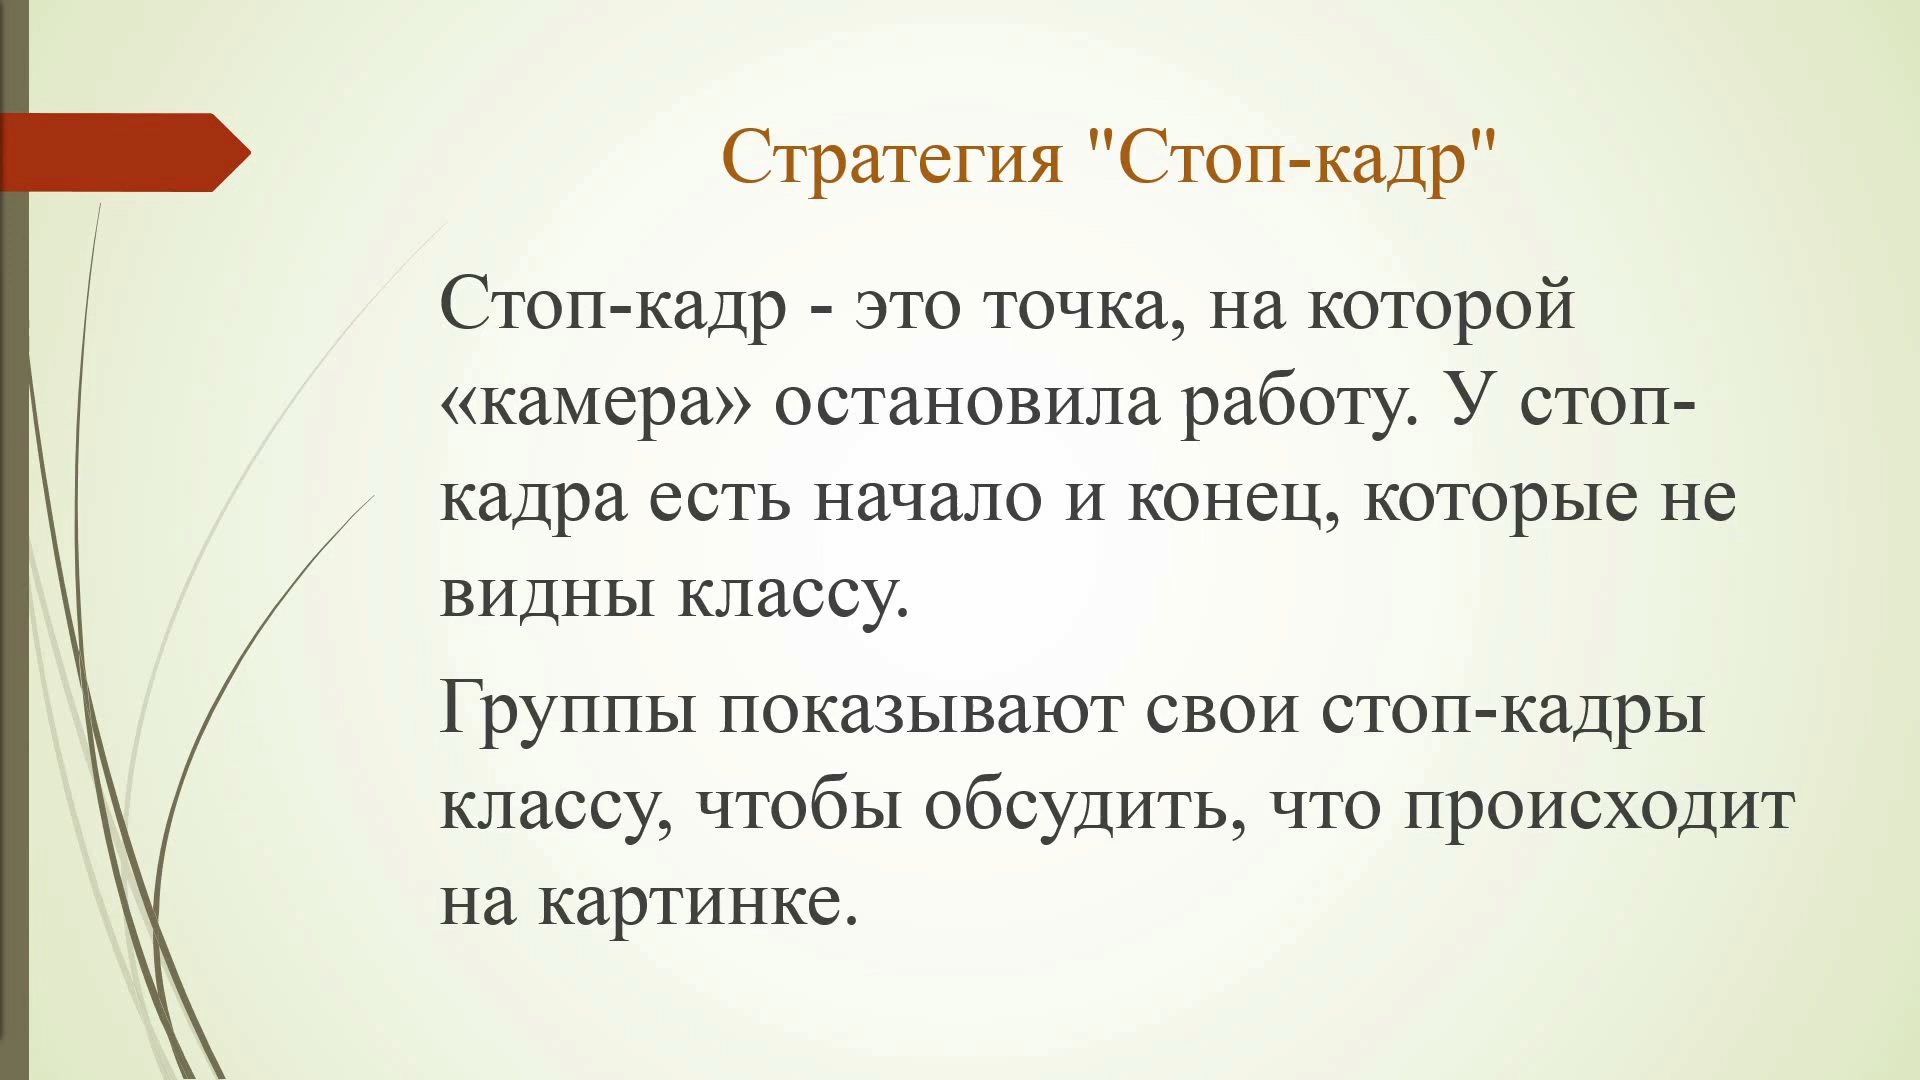 Стратегия "Стоп-кадр"
Стоп-кадр - это точка, на которой
«камера» остановила работу. У стоп-
кадра есть начало и конец, которые не
видны классу.
Группы показывают свои стоп-кадры
классу, чтобы обсудить, что происходит
на картинке.